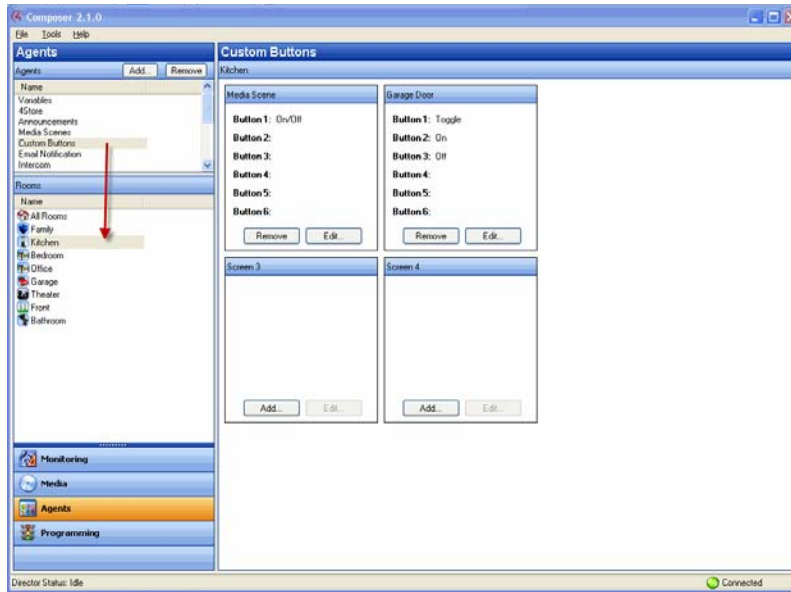 Composer 2.1.0
File Tools Help
Agents
Agents Add... Remove
Name
Variables
4Store
Announcements
Media Scenes
Custom Buttons
Email Notification
Intercom
Rooms
Name
All Rooms
Family
Kitchen
Bedroom
Office
Garage
Theater
Front
Bathroom
Monitoring
Media
Agents
Programming
Custom Buttons
Kitchen
Media Scene
Button 1: On/Off
Button 2:
Button 3:
Button 4:
Button 5:
Button 6:
Remove Edit...
Garage Door
Button 1: Toggle
Button 2: On
Button 3: Off
Button 4:
Button 5:
Button 6:
Remove Edit...
Screen 3
Add... Edit...
Screen 4
Add... Edit...
Director Status: Idle
Connected